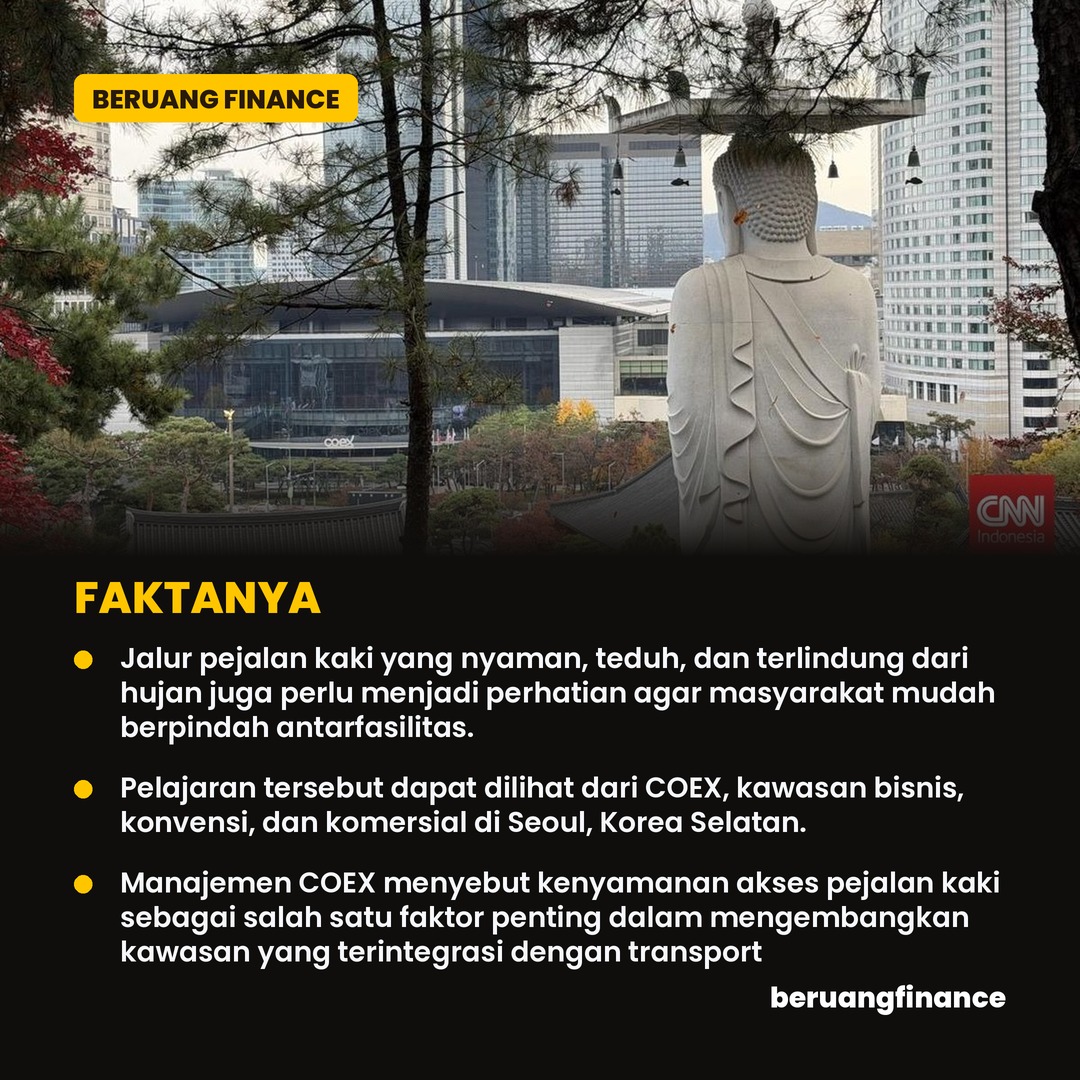 BERUANG FINANCE
coex
CNN
Indonesia
FAKTANYA
Jalur pejalan kaki yang nyaman, teduh, dan terlindung dari
hujan juga perlu menjadi perhatian agar masyarakat mudah
berpindah antarfasilitas.
Pelajaran tersebut dapat dilihat dari COEX, kawasan bisnis,
konvensi, dan komersial di Seoul, Korea Selatan.
Manajemen COEX menyebut kenyamanan akses pejalan kaki
sebagai salah satu faktor penting dalam mengembangkan
kawasan yang terintegrasi dengan transport
beruangfinance